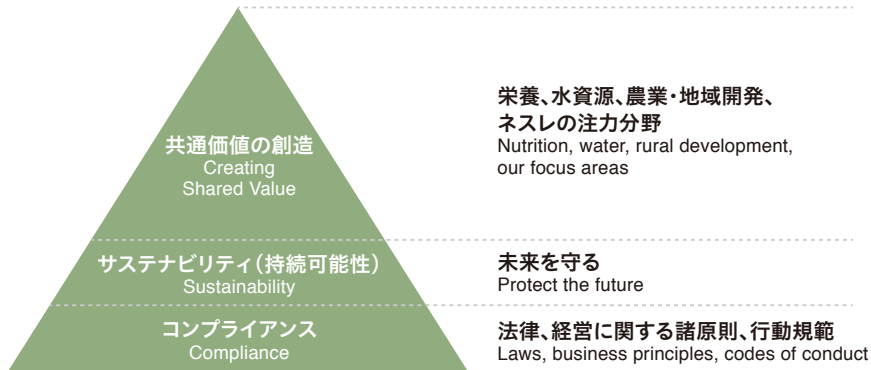 共通価値の創造
Creating
Shared Value
栄養、水資源、農業・地域開発、
ネスレの注力分野
Nutrition, water, rural development,
our focus areas
サステナビリティ（持続可能性）
Sustainability
未来を守る
Protect the future
コンプライアンス
Compliance
法律、経営に関する諸原則、行動規範
Laws, business principles, codes of conduct